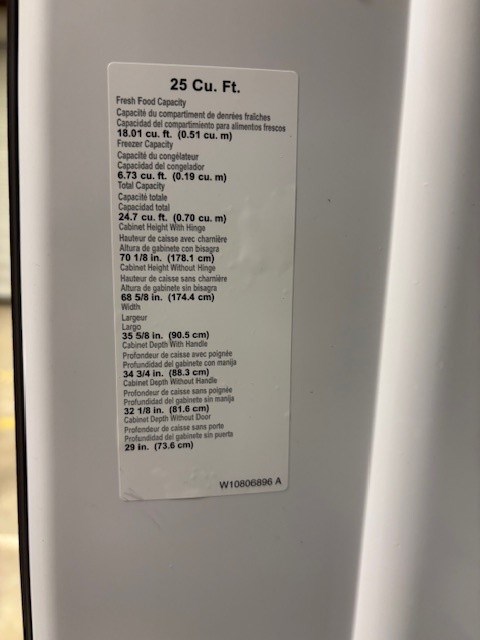 25 Cu. Ft.
Fresh Food Capacity
Capacité du compartiment de denrées fraîches
Capacidad del compartimiento para alimentos frescos
18.01 cu. ft. (0.51 cu. m)
Freezer Capacity
Capacité du congélateur
Capacidad del congelador
6.73 cu. ft. (0.19 cu. m)
Total Capacity
Capacité totale
Capacidad total
24.7 cu. ft. (0.70 cu. m)
Cabinet Height With Hinge
Hauteur de caisse avec charnière
Altura de gabinete con bisagra
70 1/8 in. (178.1 cm)
Cabinet Height Without Hinge
Hauteur de caisse sans charnière
Altura de gabinete sin bisagra
68 5/8 in. (174.4 cm)
Width
Largeur
Largo
35 5/8 in. (90.5 cm)
Cabinet Depth With Handle
Profondeur de caisse avec poignée
Profundidad del gabinete con manija
34 3/4 in. (88.3 cm)
Cabinet Depth Without Handle
Profondeur de caisse sans poignée
Profundidad del gabinete sin manija
32 1/8 in. (81.6 cm)
Cabinet Depth Without Door
Profondeur de caisse sans porte
Profundidad del gabinete sin puerta
29 in. (73.6 cm)
W10806896 A